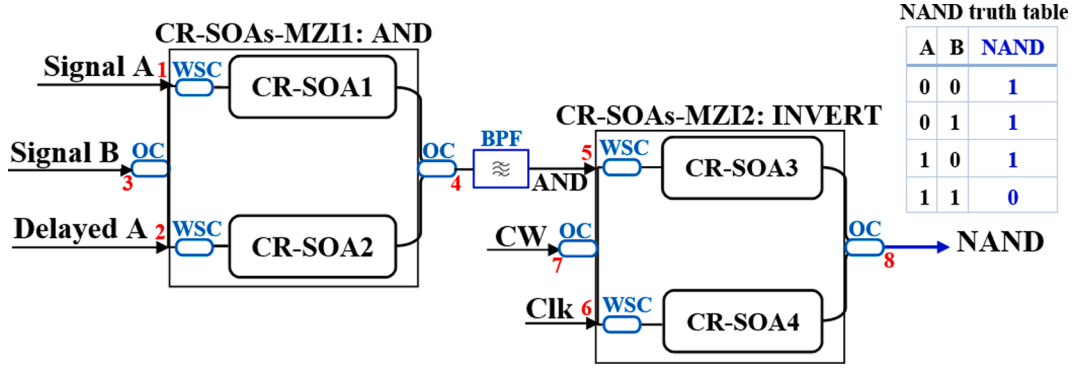 NAND truth table
A B NAND
0 0 1
0 1 1
1 0 1
1 1 0
CR-SOAs-MZI1: AND
Signal A 1 WSC CR-SOA1
Signal B 3 OC
OC 4 BPF
Delayed A 2 WSC CR-SOA2
CR-SOAs-MZI2: INVERT
AND 5 WSC CR-SOA3
CW 7 OC
OC 8 NAND
Clk 6 WSC CR-SOA4